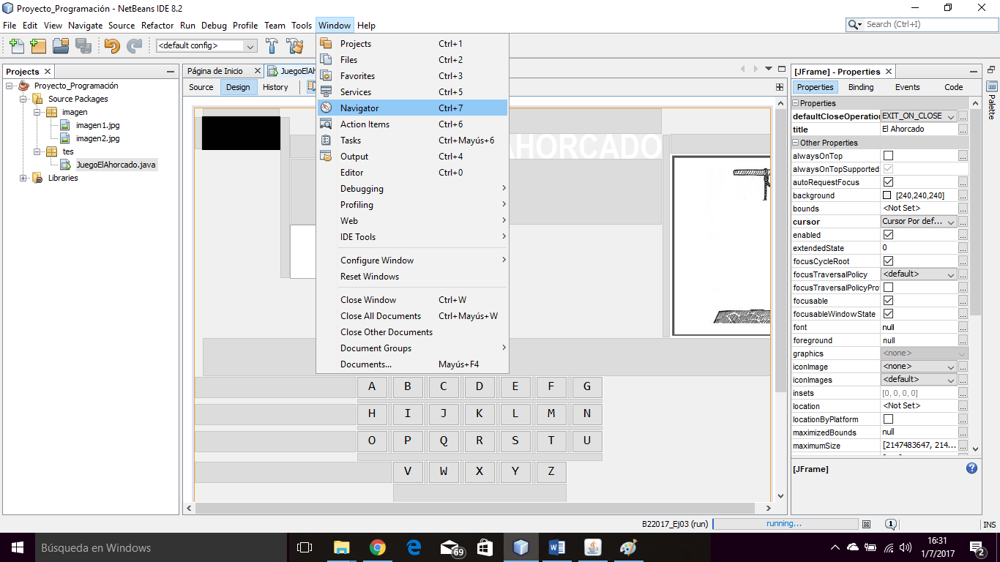 Proyecto_Programación - NetBeans IDE 8.2
File Edit View Navigate Source Refactor Run Debug Profile Team Tools Window Help
Search (Ctrl+I)
<default config>
Projects
Proyecto_Programación
Source Packages
imagen
imagen1.jpg
imagen2.jpg
tes
JuegoElAhorcado.java
Libraries
Página de Inicio
JuegoElAh
Source Design History
Projects Ctrl+1
Files Ctrl+2
Favorites Ctrl+3
Services Ctrl+5
Navigator Ctrl+7
Action Items Ctrl+6
Tasks Ctrl+Mayús+6
Output Ctrl+4
Editor Ctrl+0
Debugging
Profiling
Web
IDE Tools
Configure Window
Reset Windows
Close Window Ctrl+W
Close All Documents Ctrl+Mayús+W
Close Other Documents
Document Groups
Documents... Mayús+F4
AHORCADO
A B C D E F G
H I J K L M N
O P Q R S T U
V W X Y Z
[JFrame] - Properties
Properties Binding Events Code
Properties
defaultCloseOperation EXIT_ON_CLOSE
title El Ahorcado
Other Properties
alwaysOnTop
alwaysOnTopSupported
autoRequestFocus
background [240,240,240]
bounds <Not Set>
cursor Cursor Por def...
enabled
extendedState 0
focusCycleRoot
focusTraversalPolicy <default>
focusTraversalPolicyPro
focusable
focusableWindowState
font null
foreground null
graphics <none>
iconImage <none>
iconImages <default>
insets [0, 0, 0, 0]
location <Not Set>
locationByPlatform
maximizedBounds null
maximumSize [2147483647, 214...
[JFrame]
Palette
B22017_Ej03 (run) running... 1 INS
Búsqueda en Windows
69
16:31
1/7/2017
2